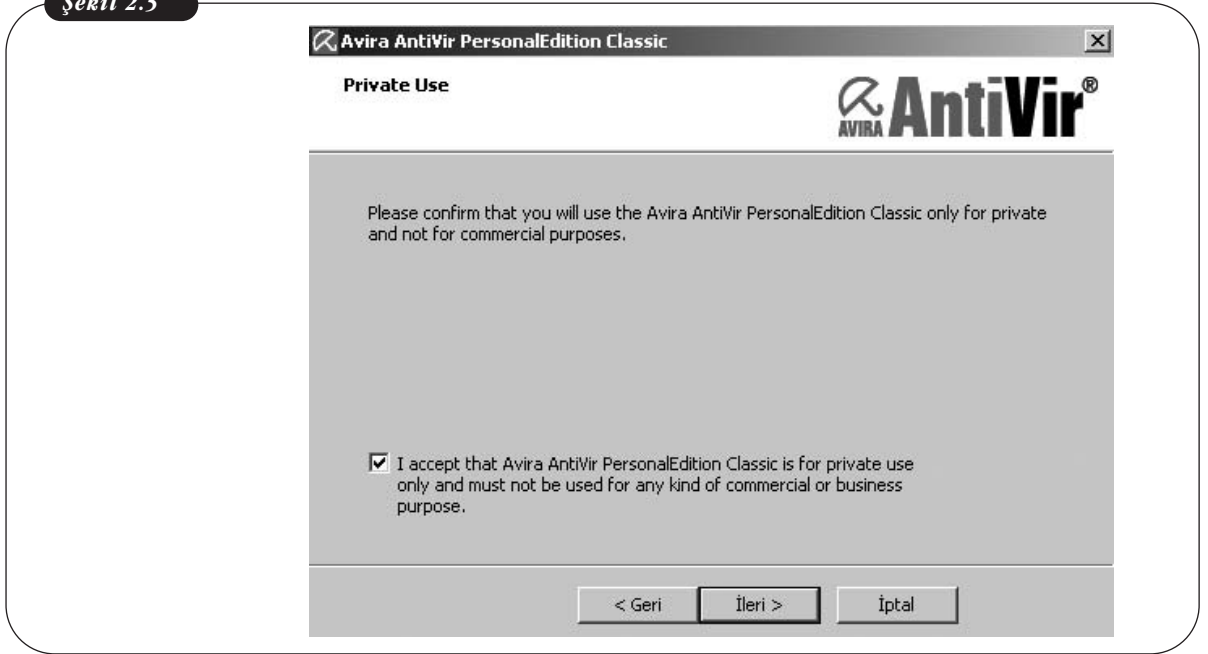 Şekil 2.5
Avira AntiVir PersonalEdition Classic
Private Use
AVIRA AntiVir®
Please confirm that you will use the Avira AntiVir PersonalEdition Classic only for private
and not for commercial purposes.
I accept that Avira AntiVir PersonalEdition Classic is for private use
only and must not be used for any kind of commercial or business
purpose.
< Geri İleri > İptal